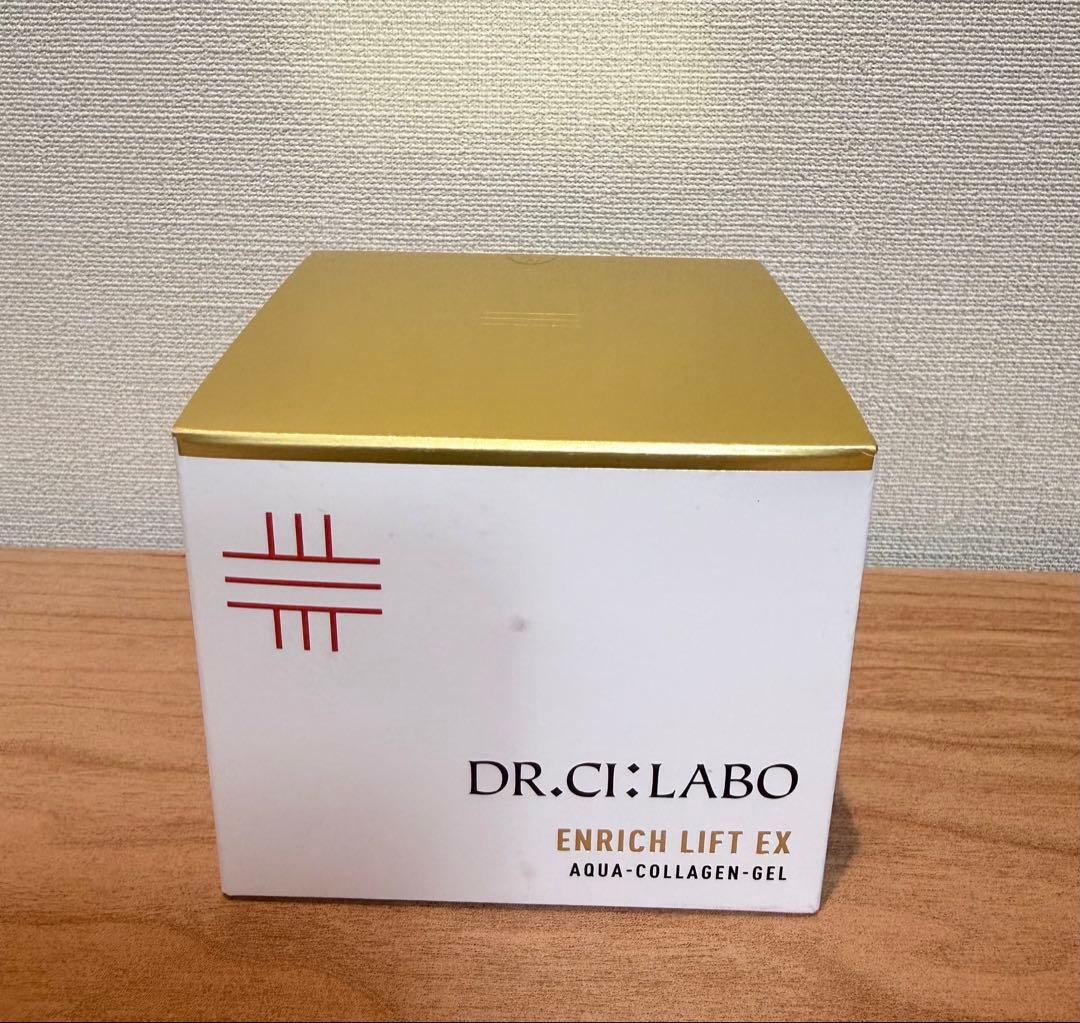 DR.CI:LABO
ENRICH LIFT EX
AQUA-COLLAGEN-GEL